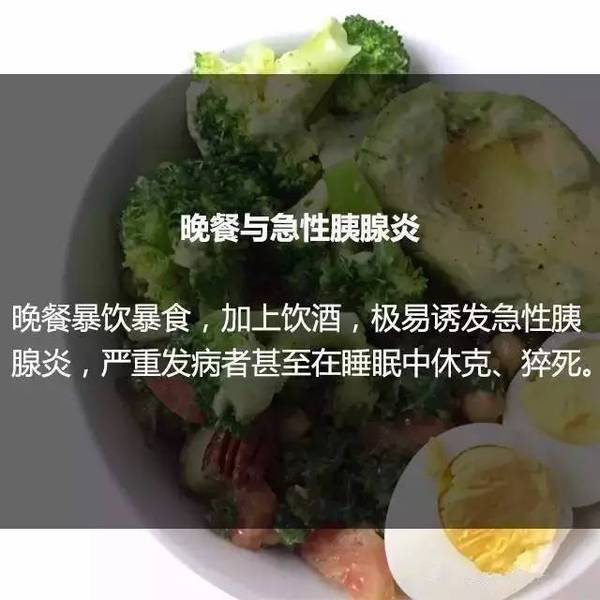 晚餐与急性胰腺炎
晚餐暴饮暴食，加上饮酒，极易诱发急性胰
腺炎，严重发病者甚至在睡眠中休克、猝死。